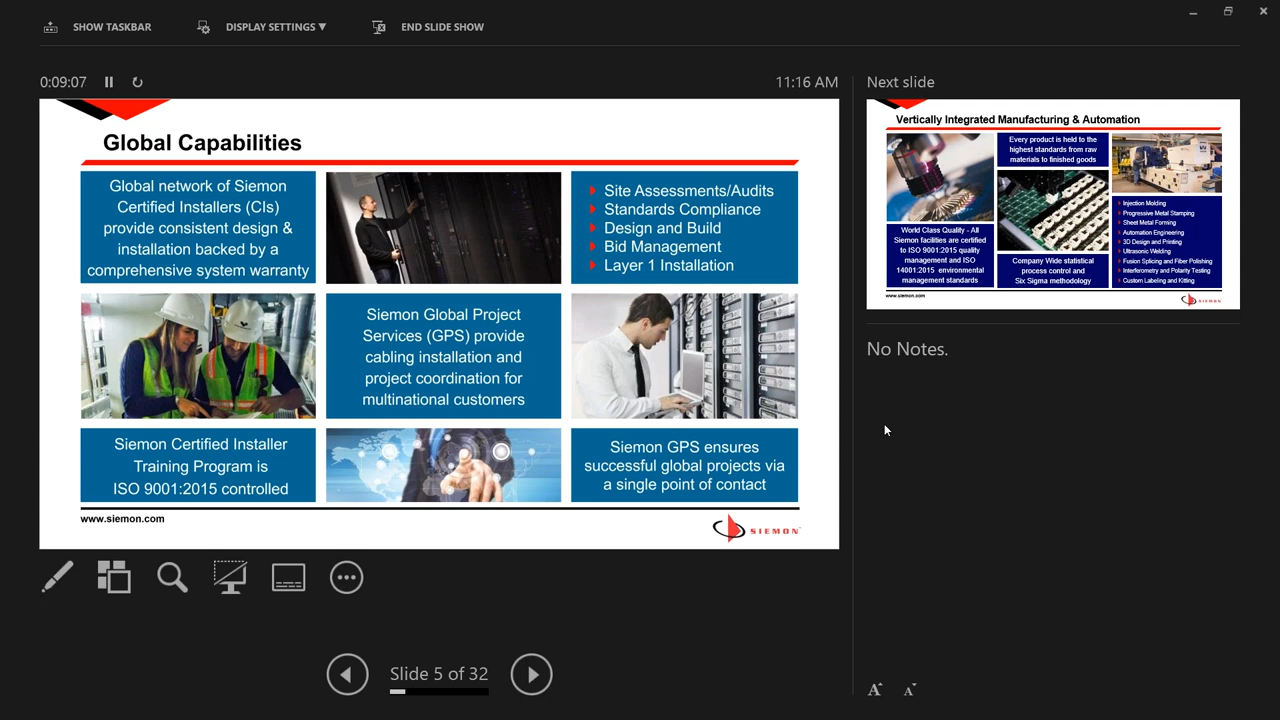 SHOW TASKBAR
DISPLAY SETTINGS ▼
END SLIDE SHOW
0:09:07
11:16 AM
Global Capabilities
Global network of Siemon
Certified Installers (CIs)
provide consistent design &
installation backed by a
comprehensive system warranty
Site Assessments/Audits
Standards Compliance
Design and Build
Bid Management
Layer 1 Installation
Siemon Global Project
Services (GPS) provide
cabling installation and
project coordination for
multinational customers
Siemon Certified Installer
Training Program is
ISO 9001:2015 controlled
Siemon GPS ensures
successful global projects via
a single point of contact
www.siemon.com
SIEMON
Slide 5 of 32
Next slide
Vertically Integrated Manufacturing & Automation
Every product is held to the
highest standards from raw
materials to finished goods
World Class Quality - All
Siemon facilities are certified
to ISO 9001:2015 quality
management and ISO
14001:2015 environmental
management standards
Company Wide statistical
process control and
Six Sigma methodology
Injection Molding
Progressive Metal Stamping
Sheet Metal Forming
Automation Engineering
3D Design and Printing
Ultrasonic Welding
Fusion Splicing and Fiber Polishing
Interferometry and Polarity Testing
Custom Labeling and Kitting
www.siemon.com
SIEMON
No Notes.
A A